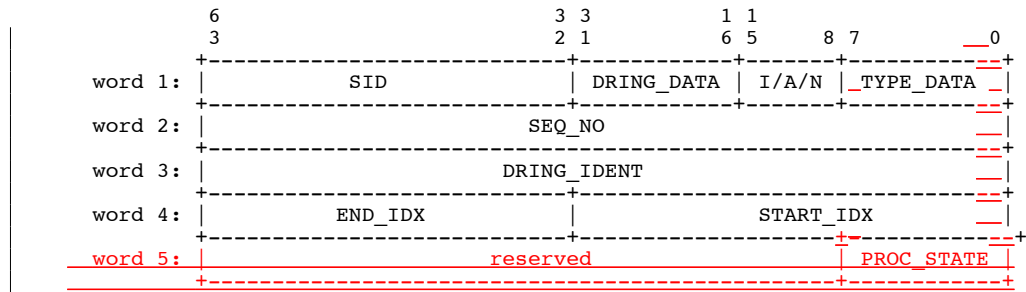 6 3 3 1 1
3 2 1 6 5 8 7 0
+----------------------------+------------+-------+------------+
word 1: | SID | DRING_DATA | I/A/N | TYPE_DATA |
+----------------------------+------------+-------+------------+
word 2: | SEQ_NO |
+--------------------------------------------------------------+
word 3: | DRING_IDENT |
+----------------------------+---------------------------------+
word 4: | END_IDX | START_IDX |
+----------------------------+--------------------+-------------+
word 5: | reserved | PROC_STATE |
+-------------------------------------------------+------------+